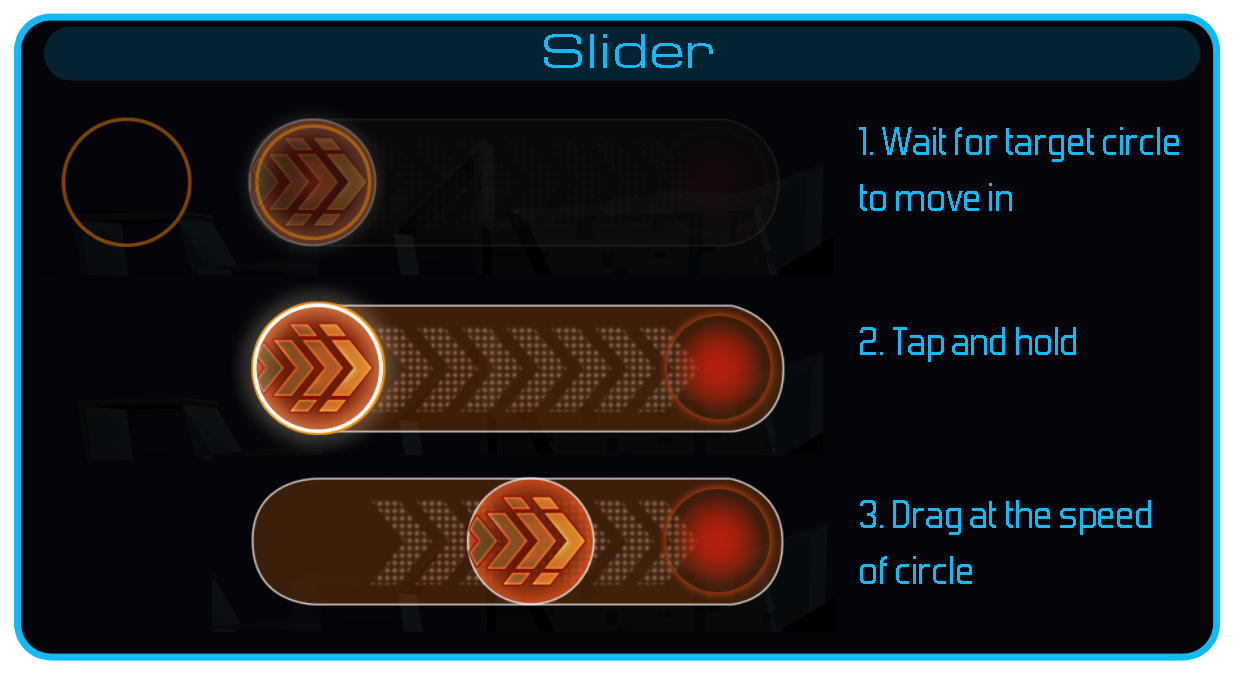 Slider
1. Wait for target circle
to move in
2. Tap and hold
3. Drag at the speed
of circle